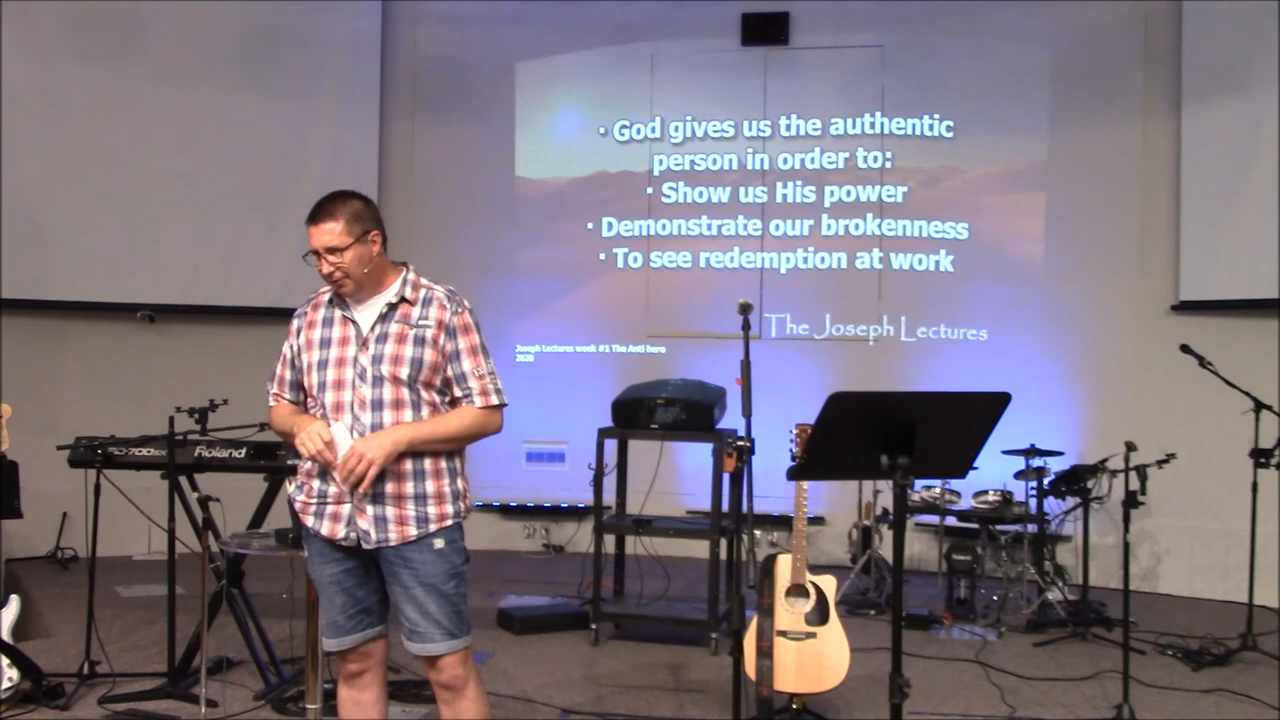 · God gives us the authentic
person in order to:
· Show us His power
· Demonstrate our brokenness
· To see redemption at work
The Joseph Lectures
Joseph Lectures week #1 The Anti hero
2020
Roland